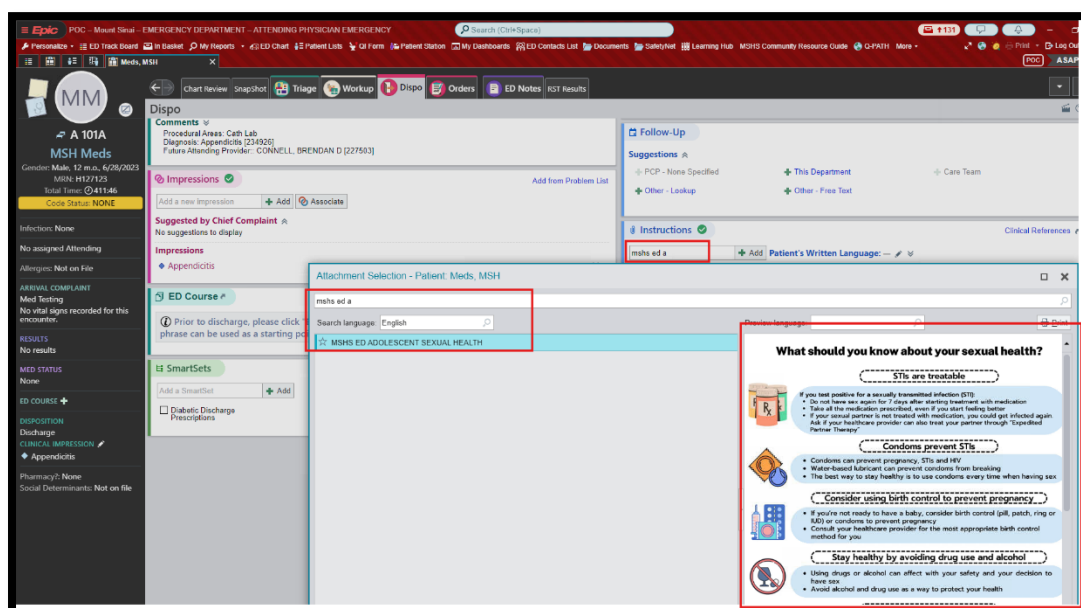 Epic POC – Mount Sinai – EMERGENCY DEPARTMENT – ATTENDING PHYSICIAN EMERGENCY
Search (Ctrl+Space)
131
Personalize ED Track Board In Basket My Reports ED Chart Patient Lists QI Form Patient Station My Dashboards ED Contacts List Documents SafetyNet Learning Hub MSHS Community Resource Guide Q-PATH More Print Log Out
Meds, MSH X
POC ASAP
MM
A 101A
MSH Meds
Gender: Male, 12 m.o., 6/28/2023
MRN: H127123
Total Time: 411:46
Code Status: NONE
Infection: None
No assigned Attending
Allergies: Not on File
ARRIVAL COMPLAINT
Med Testing
No vital signs recorded for this
encounter.
RESULTS
No results
MED STATUS
None
ED COURSE
DISPOSITION
Discharge
CLINICAL IMPRESSION
Appendicitis
Pharmacy?: None
Social Determinants: Not on file
Chart Review SnapShot Triage Workup Dispo Orders ED Notes RST Results
Dispo
Comments
Procedural Areas: Cath Lab
Diagnosis: Appendicitis [234926]
Future Attending Provider: CONNELL, BRENDAN D [227503]
Impressions
Add from Problem List
Add a new impression + Add Associate
Suggested by Chief Complaint
No suggestions to display
Impressions
Appendicitis
ED Course
Prior to discharge, please click
phrase can be used as a starting po
SmartSets
Add a SmartSet + Add
Diabetic Discharge
Prescriptions
Follow-Up
Suggestions
PCP - None Specified + This Department + Care Team
+ Other - Lookup + Other - Free Text
Instructions
Clinical References
mshs ed a + Add Patient's Written Language: —
Attachment Selection - Patient: Meds, MSH
mshs ed a
Search language: English
Preview language:
Print
MSHS ED ADOLESCENT SEXUAL HEALTH
What should you know about your sexual health?
STIs are treatable
If you test positive for a sexually transmitted infection (STI):
• Do not have sex again for 7 days after starting treatment with medication
• Take all the medication prescribed, even if you start feeling better
• If your sexual partner is not treated with medication, you could get infected again.
Ask if your healthcare provider can also treat your partner through "Expedited
Partner Therapy"
Condoms prevent STIs
• Condoms can prevent pregnancy, STIs and HIV
• Water-based lubricant can prevent condoms from breaking
• The best way to stay healthy is to use condoms every time when having sex
Consider using birth control to prevent pregnancy
• If you're not ready to have a baby, consider birth control (pill, patch, ring or
IUD) or condoms to prevent pregnancy
• Consult your healthcare provider for the most appropriate birth control
method for you
Stay healthy by avoiding drug use and alcohol
• Using drugs or alcohol can affect with your safety and your decision to
have sex
• Avoid alcohol and drug use as a way to protect your health